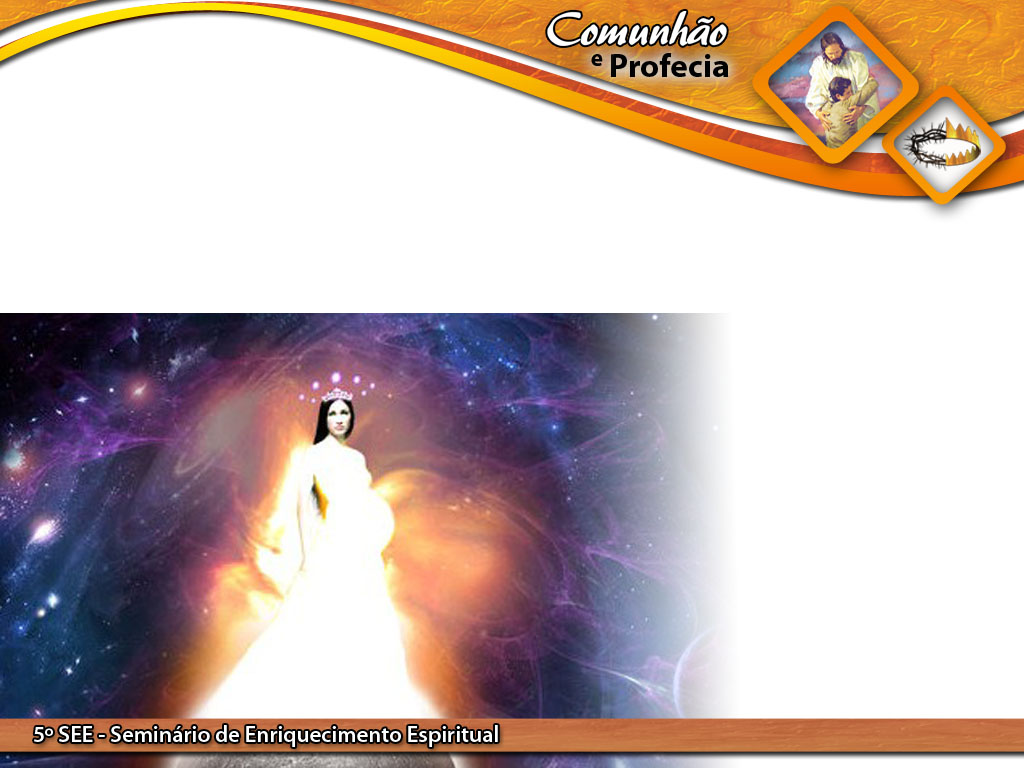 Comunhão
e Profecia
5º SEE - Seminário de Enriquecimento Espiritual